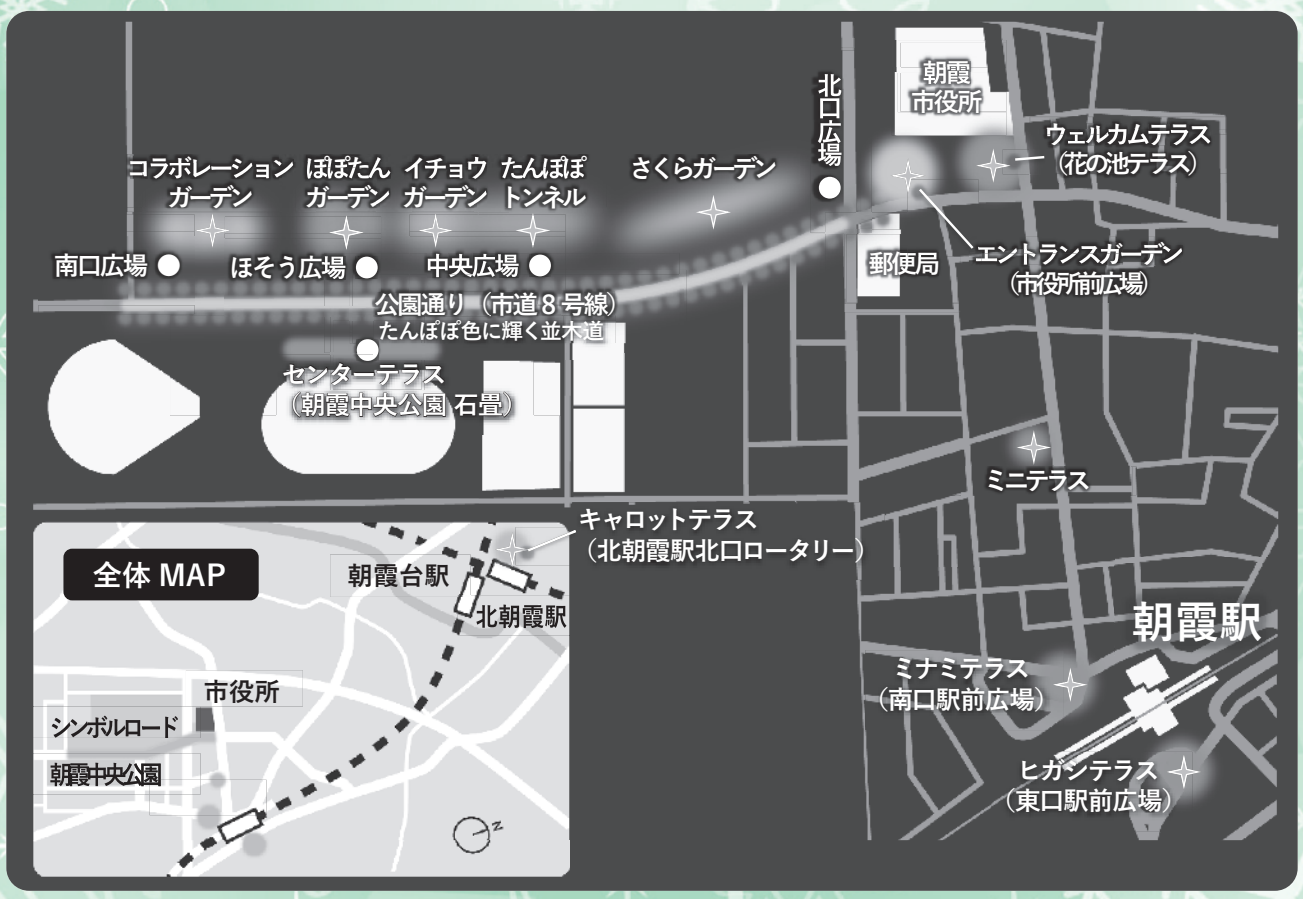 朝霞
市役所
北口広場
ウェルカムテラス
（花の池テラス）
コラボレーション
ガーデン
ぽぽたん
ガーデン
イチョウ
ガーデン
たんぽぽ
トンネル
さくらガーデン
南口広場
ほそう広場
中央広場
郵便局
エントランスガーデン
（市役所前広場）
公園通り（市道８号線）
たんぽぽ色に輝く並木道
センターテラス
（朝霞中央公園 石畳）
ミニテラス
キャロットテラス
（北朝霞駅北口ロータリー）
全体 MAP
朝霞台駅
北朝霞駅
市役所
シンボルロード
朝霞中央公園
N
朝霞駅
ミナミテラス
（南口駅前広場）
ヒガシテラス
（東口駅前広場）